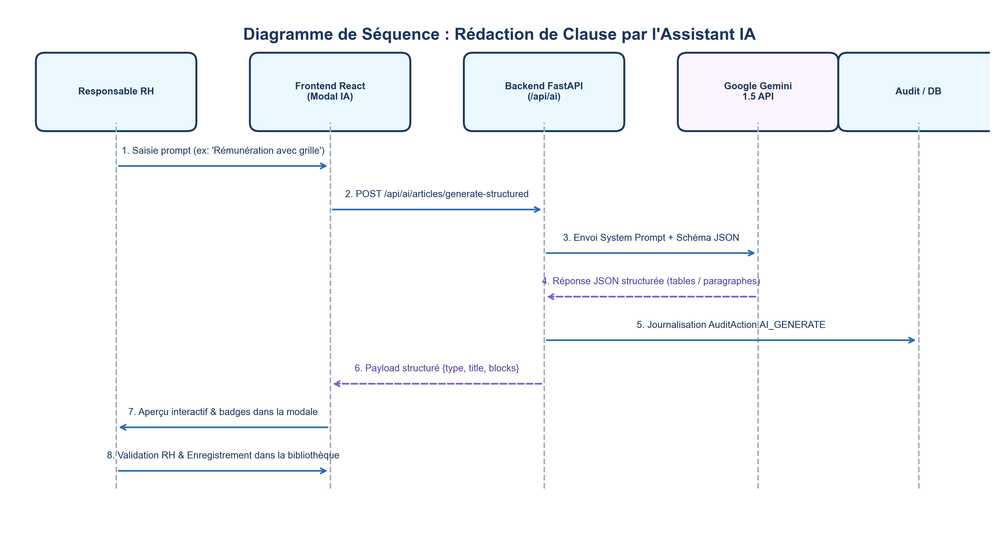 Diagramme de Séquence : Rédaction de Clause par l'Assistant IA
Responsable RH
Frontend React
(Modal IA)
Backend FastAPI
(/api/ai)
Google Gemini
1.5 API
Audit / DB
1. Saisie prompt (ex: 'Rémunération avec grille')
2. POST /api/ai/articles/generate-structured
3. Envoi System Prompt + Schéma JSON
4. Réponse JSON structurée (tables / paragraphes)
5. Journalisation AuditAction.AI_GENERATE
6. Payload structuré {type, title, blocks}
7. Aperçu interactif & badges dans la modale
8. Validation RH & Enregistrement dans la bibliothèque